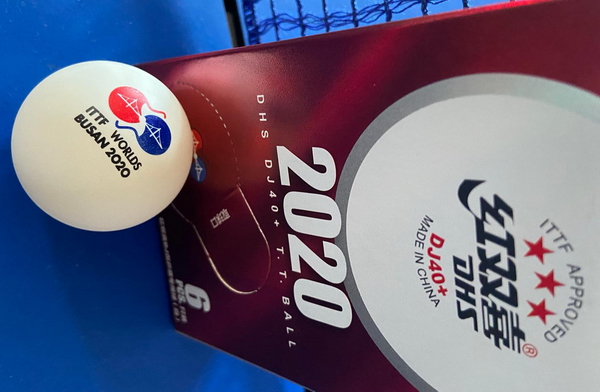 ITTF WORLDS
BUSAN 2020
DHS DJ40+ T.T. BALL
2020
6
PCS
ITTF APPROVED
红双喜®
DHS
DJ40+
MADE IN CHINA